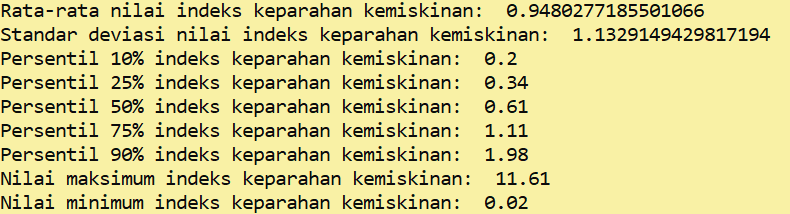 Rata-rata nilai indeks keparahan kemiskinan:  0.9480277185501066
Standar deviasi nilai indeks keparahan kemiskinan:  1.1329149429817194
Persentil 10% indeks keparahan kemiskinan:  0.2
Persentil 25% indeks keparahan kemiskinan:  0.34
Persentil 50% indeks keparahan kemiskinan:  0.61
Persentil 75% indeks keparahan kemiskinan:  1.11
Persentil 90% indeks keparahan kemiskinan:  1.98
Nilai maksimum indeks keparahan kemiskinan:  11.61
Nilai minimum indeks keparahan kemiskinan:  0.02